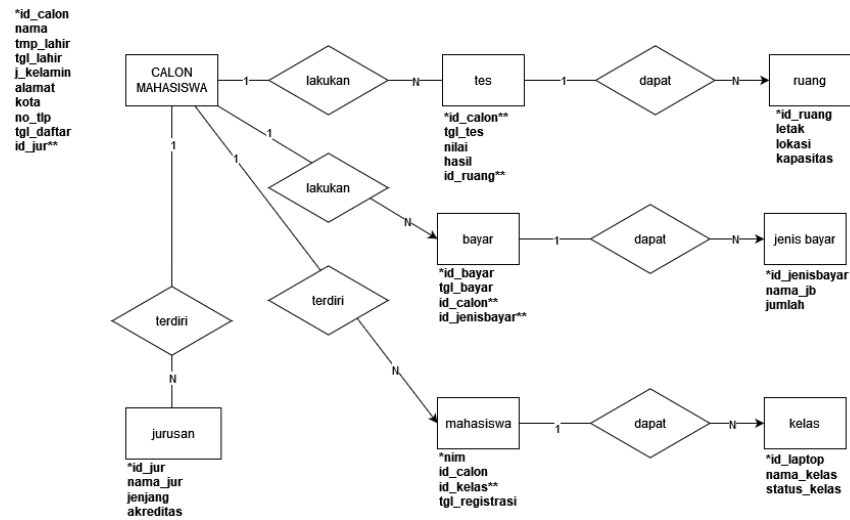 *id_calon
nama
tmp_lahir
tgl_lahir
j_kelamin
alamat
kota
no_tlp
tgl_daftar
id_jur**
CALON
MAHASISWA
1
lakukan
N
tes
1
dapat
N
ruang
*id_calon**
tgl_tes
nilai
hasil
id_ruang**
*id_ruang
letak
lokasi
kapasitas
1
lakukan
N
bayar
1
dapat
N
jenis bayar
*id_bayar
tgl_bayar
id_calon**
id_jenisbayar**
*id_jenisbayar
nama_jb
jumlah
1
terdiri
N
mahasiswa
1
dapat
N
kelas
*nim
id_calon
id_kelas**
tgl_registrasi
*id_laptop
nama_kelas
status_kelas
1
terdiri
N
jurusan
*id_jur
nama_jur
jenjang
akreditas